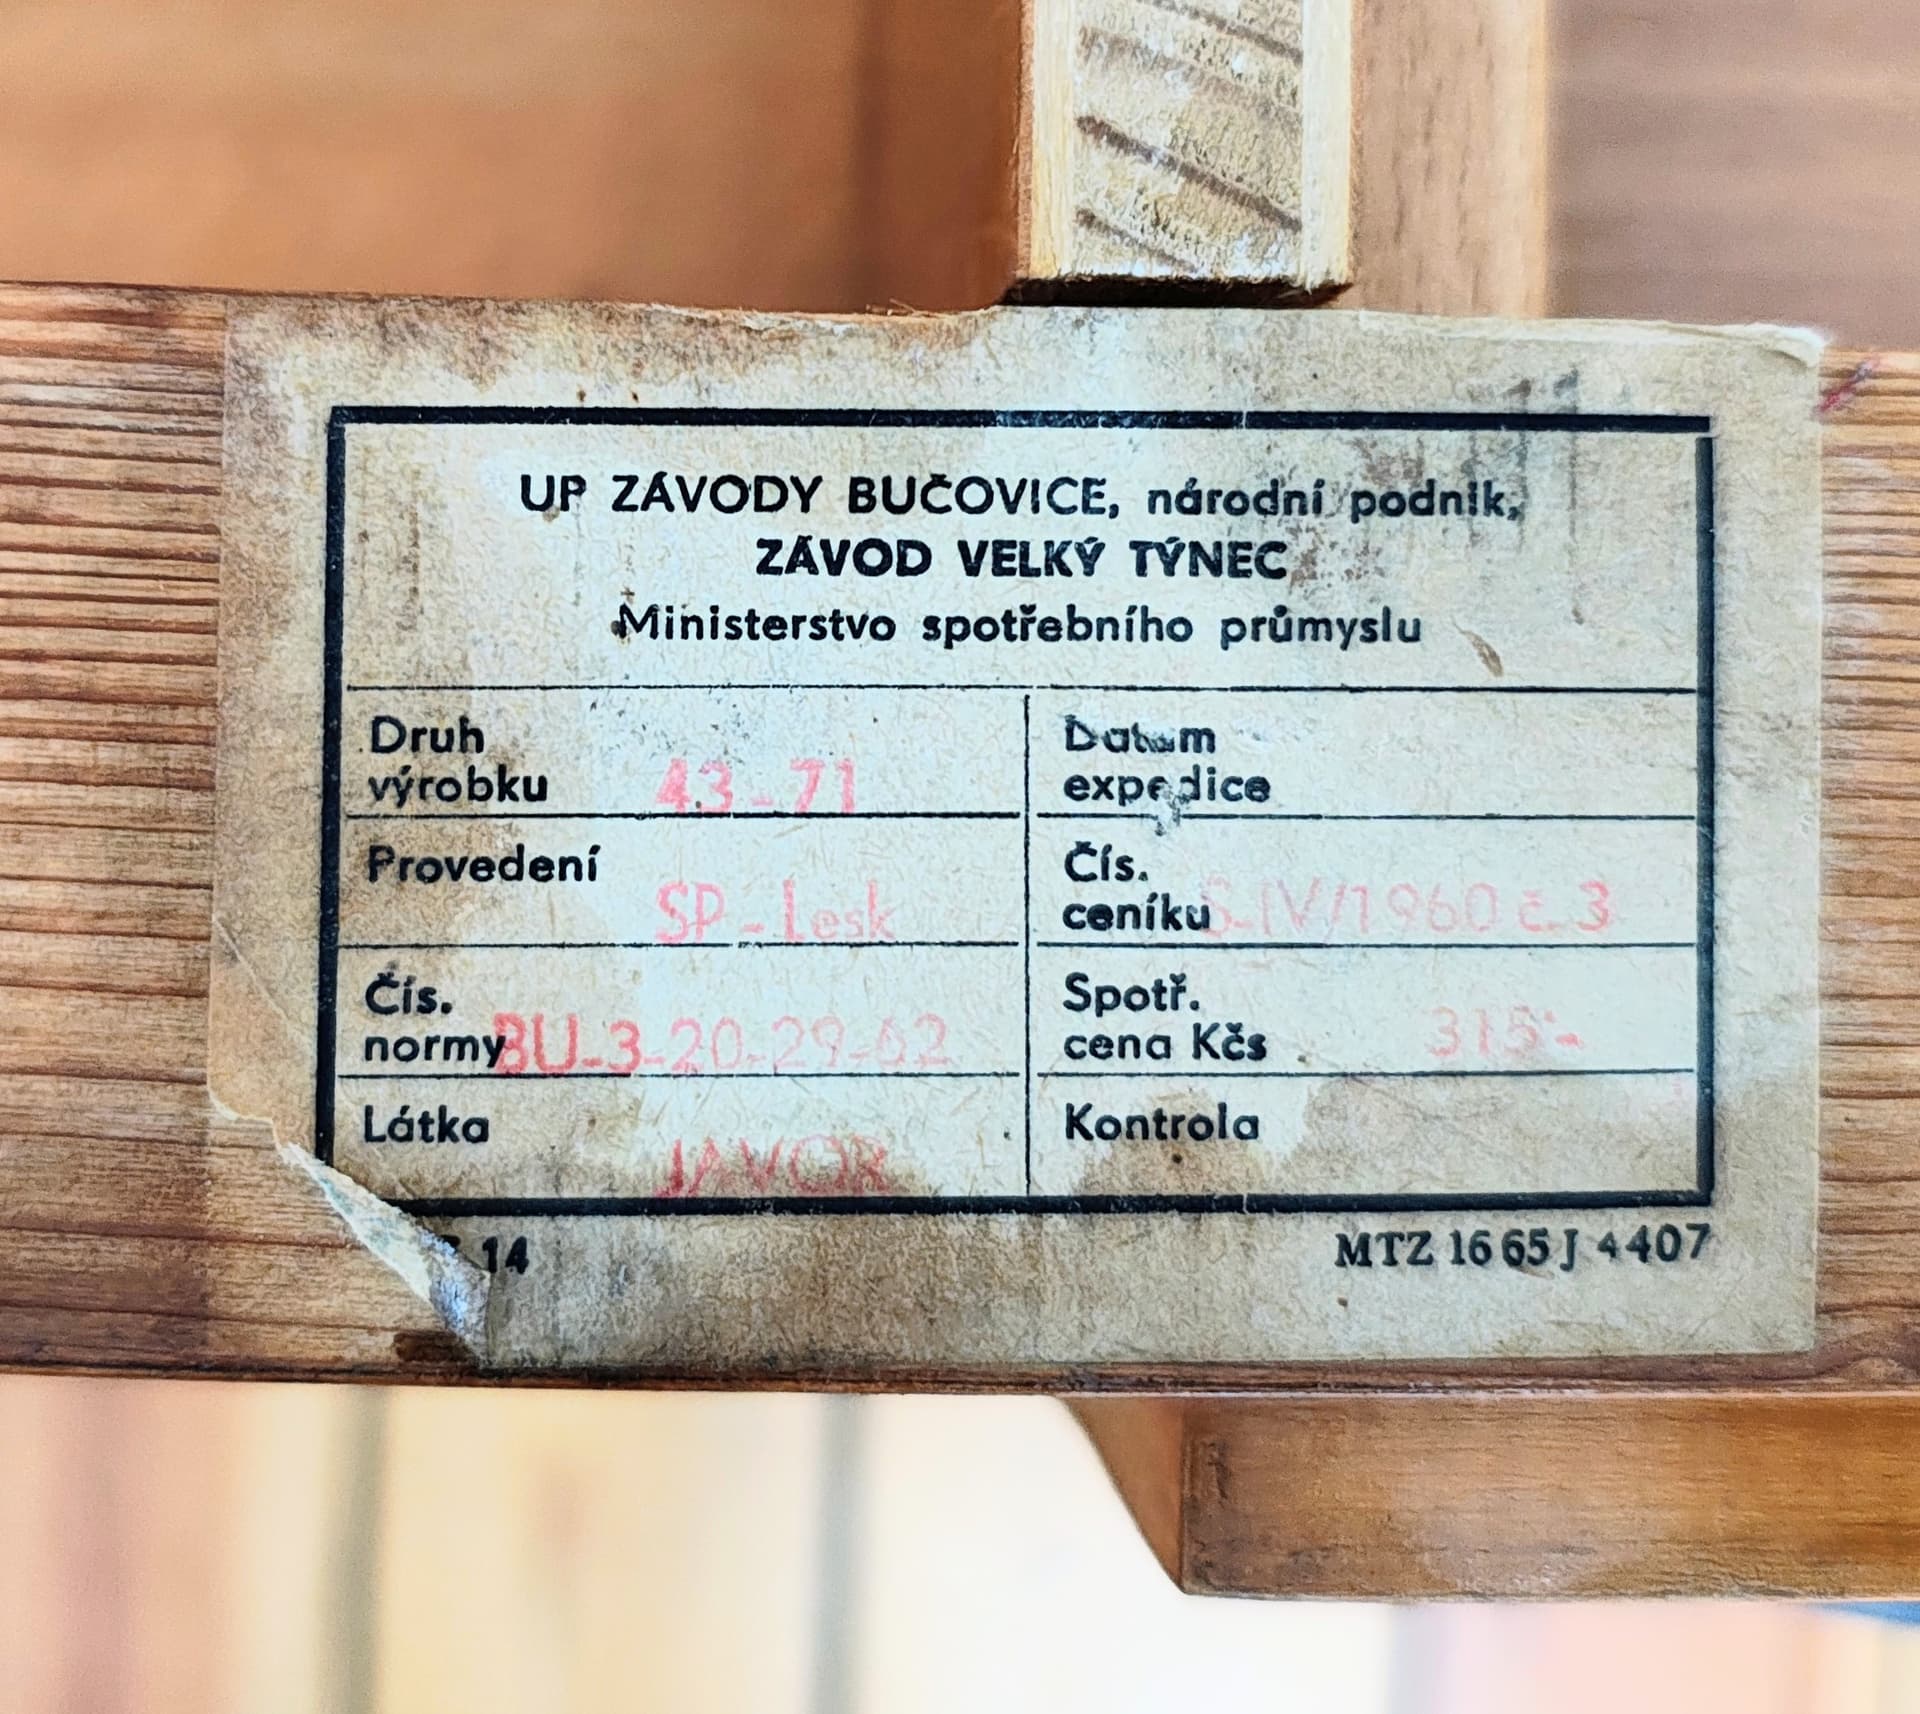 UP ZÁVODY BUČOVICE, národní podnik,
ZÁVOD VELKÝ TÝNEC
Ministerstvo spotřebního průmyslu
Druh
výrobku 43-71
Datum
expedice
Provedení
SP-Lesk
Čís.
ceníku S-IV/1960 č.3
Čís.
normy BU-3-20-29-62
Spotř.
cena Kčs 315:-
Látka
JAVOR
Kontrola
14
MTZ 16 65 J 4407